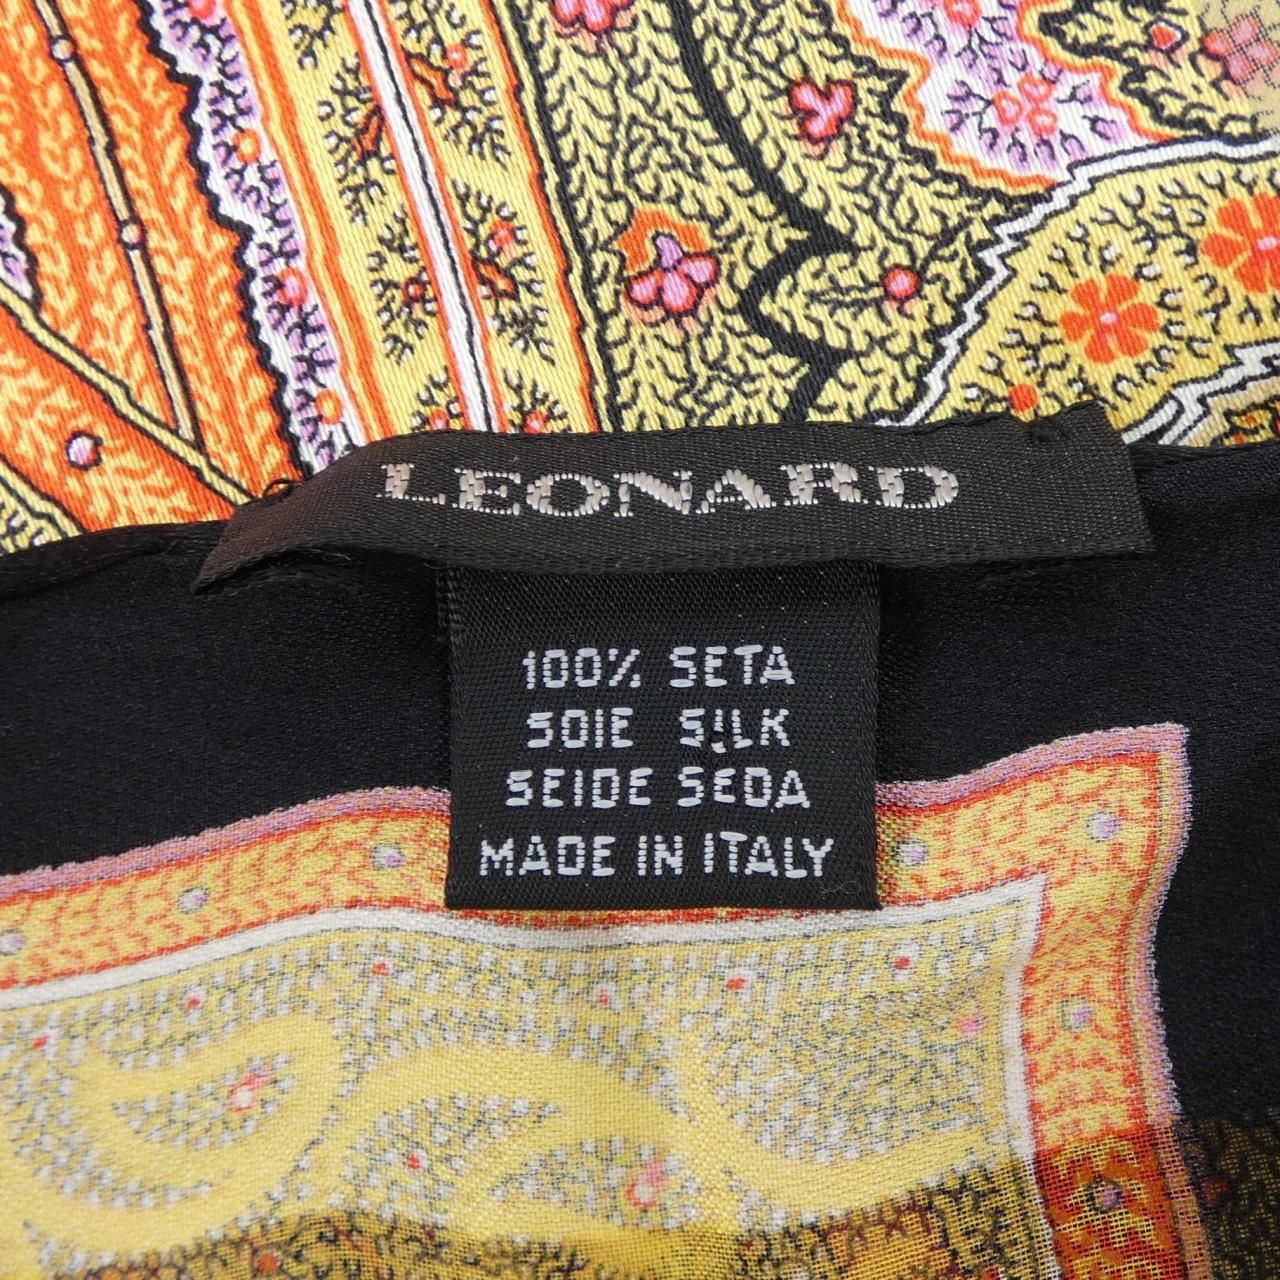 LEONARD
100% SETA
SOIE SILK
SEIDE SEDA
MADE IN ITALY